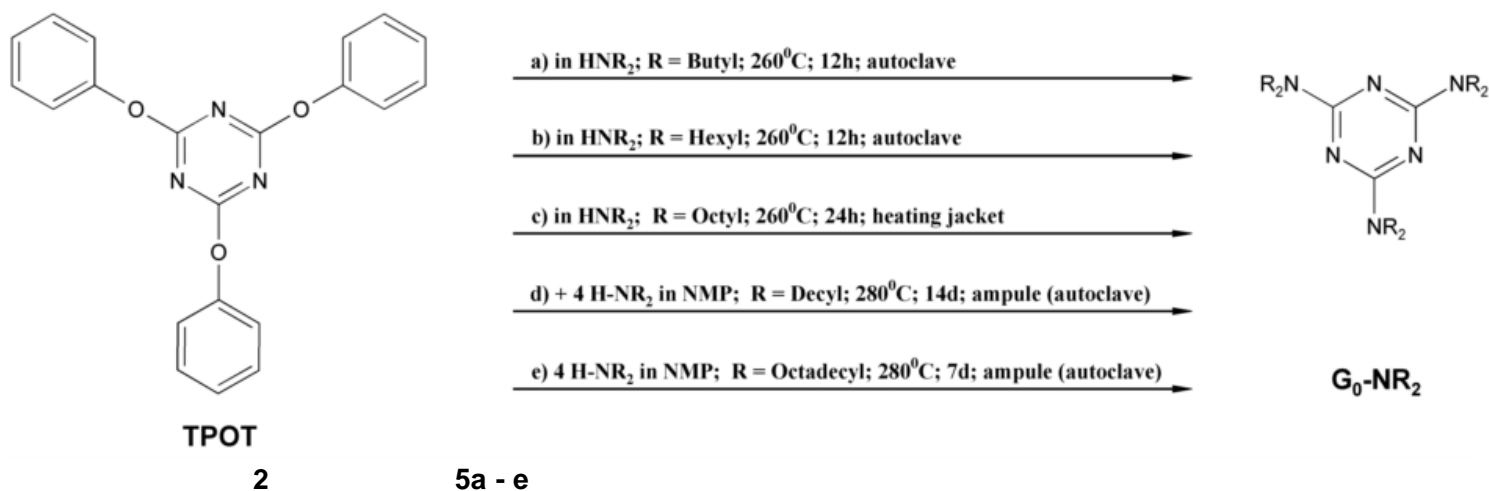 a) in HNR₂; R = Butyl; 260⁰C; 12h; autoclave
b) in HNR₂; R = Hexyl; 260⁰C; 12h; autoclave
c) in HNR₂; R = Octyl; 260⁰C; 24h; heating jacket
d) + 4 H-NR₂ in NMP; R = Decyl; 280⁰C; 14d; ampule (autoclave)
e) 4 H-NR₂ in NMP; R = Octadecyl; 280⁰C; 7d; ampule (autoclave)
O N O
N N
O
R₂N N NR₂
N N
NR₂
TPOT
G₀-NR₂
2 5a - e